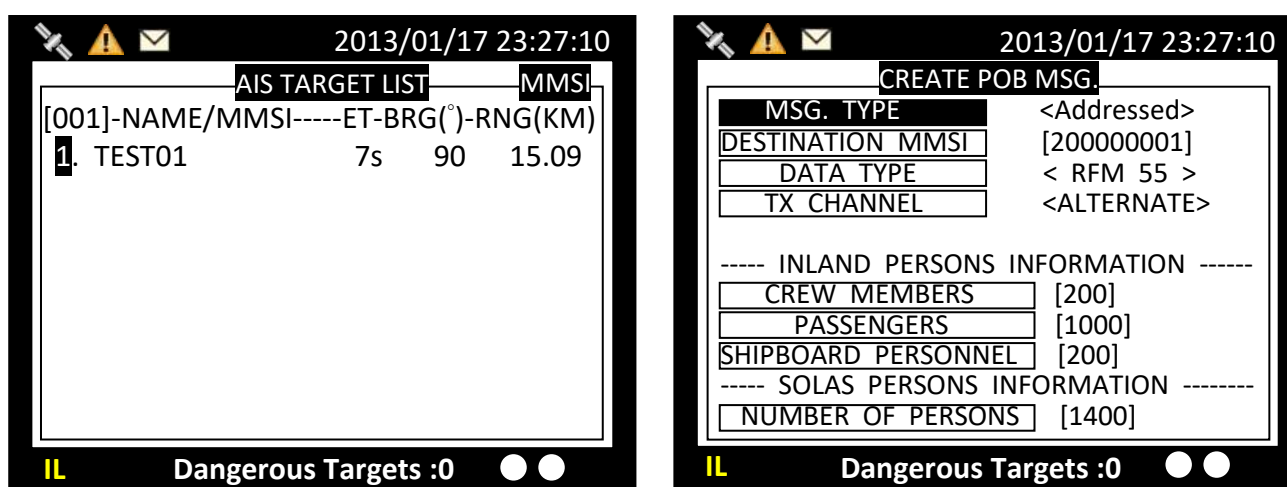 2013/01/17 23:27:10
AIS TARGET LIST MMSI
[001]-NAME/MMSI-----ET-BRG(°)-RNG(KM)
1. TEST01 7s 90 15.09
IL Dangerous Targets :0
2013/01/17 23:27:10
CREATE POB MSG.
MSG. TYPE <Addressed>
DESTINATION MMSI [200000001]
DATA TYPE < RFM 55 >
TX CHANNEL <ALTERNATE>
----- INLAND PERSONS INFORMATION ------
CREW MEMBERS [200]
PASSENGERS [1000]
SHIPBOARD PERSONNEL [200]
----- SOLAS PERSONS INFORMATION --------
NUMBER OF PERSONS [1400]
IL Dangerous Targets :0